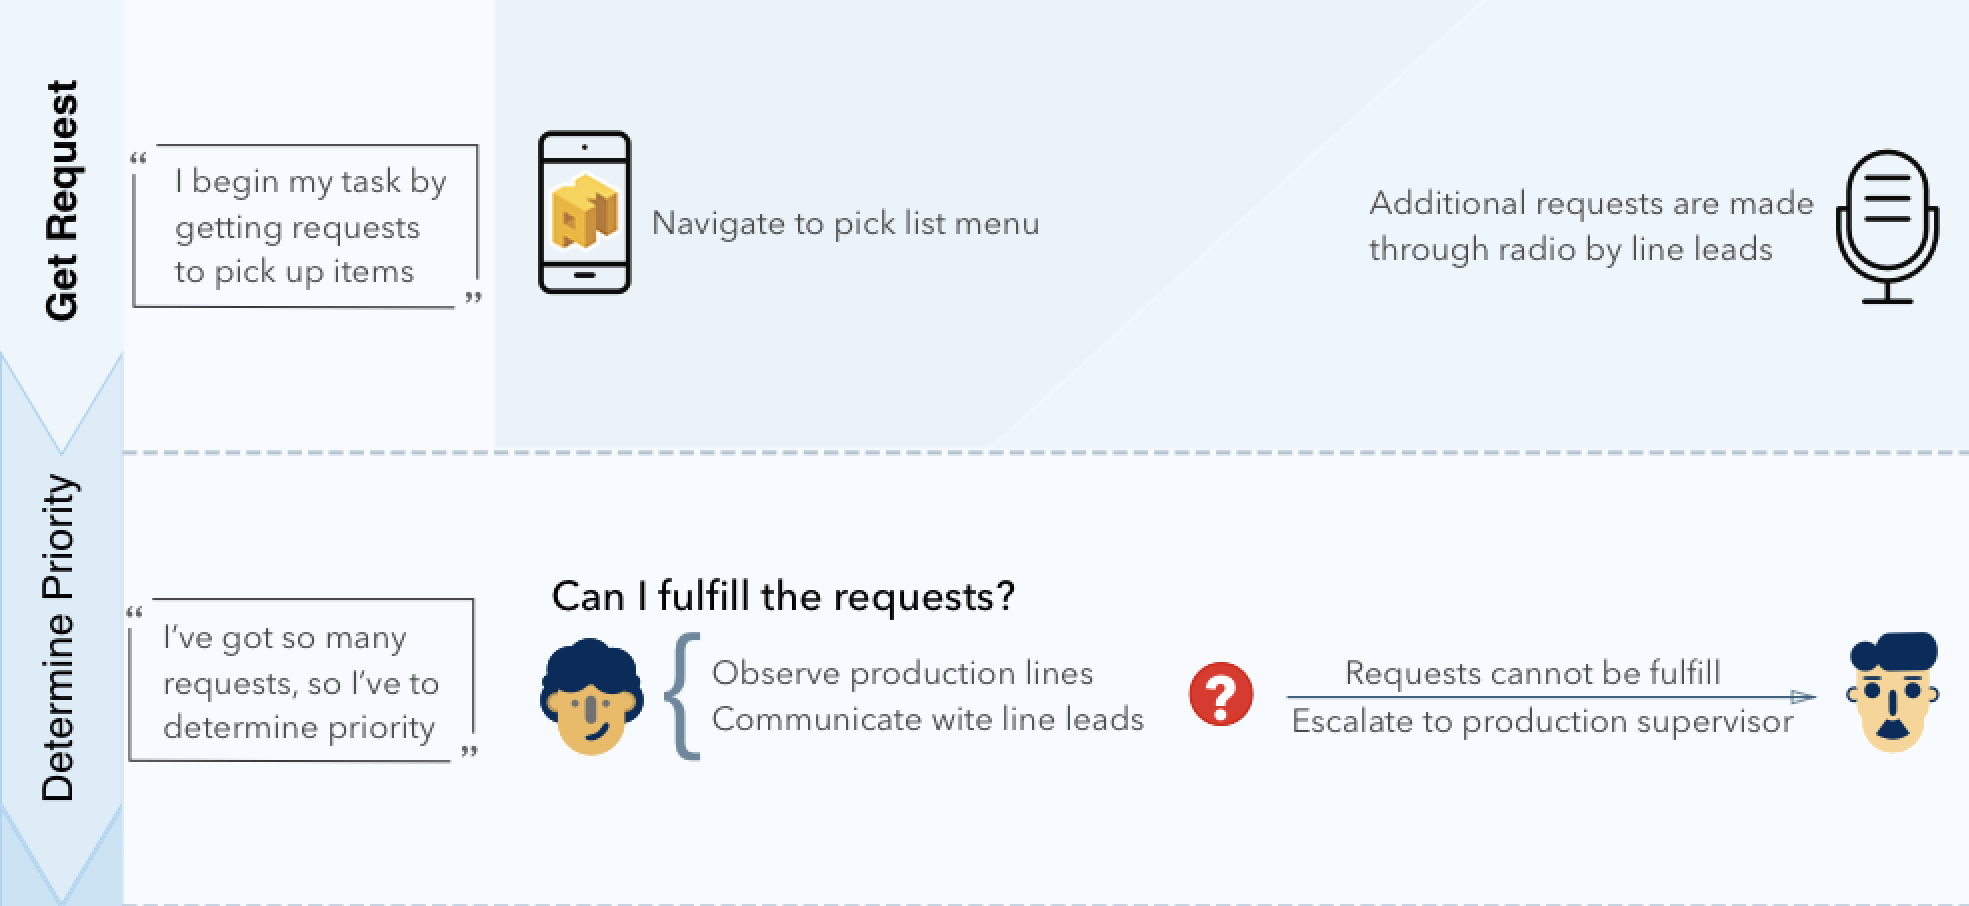 Get Request
“
I begin my task by
getting requests
to pick up items
”
Navigate to pick list menu
Additional requests are made
through radio by line leads
Determine Priority
“
I’ve got so many
requests, so I’ve to
determine priority
”
Can I fulfill the requests?
Observe production lines
Communicate wite line leads
?
Requests cannot be fulfill
Escalate to production supervisor